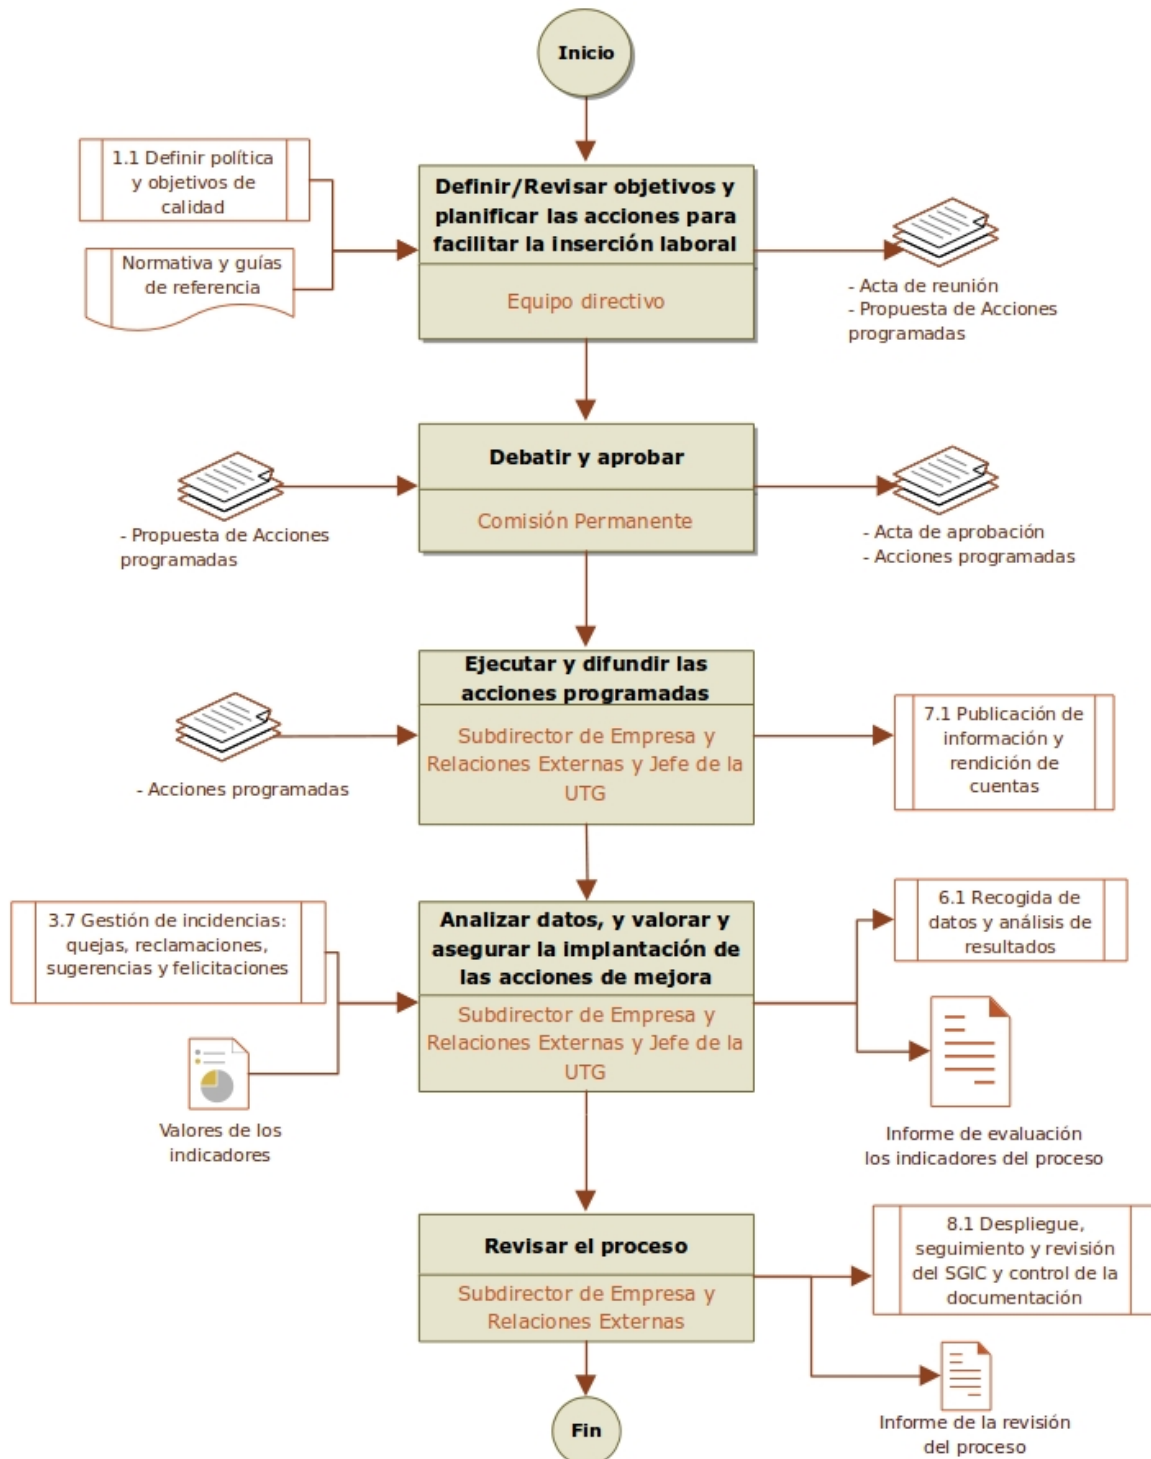 Inicio
1.1 Definir política
y objetivos de
calidad
Normativa y guías
de referencia
Definir/Revisar objetivos y
planificar las acciones para
facilitar la inserción laboral
Equipo directivo
- Acta de reunión
- Propuesta de Acciones
programadas
Debatir y aprobar
Comisión Permanente
- Propuesta de Acciones
programadas
- Acta de aprobación
- Acciones programadas
Ejecutar y difundir las
acciones programadas
Subdirector de Empresa y
Relaciones Externas y Jefe de la
UTG
- Acciones programadas
7.1 Publicación de
información y
rendición de
cuentas
3.7 Gestión de incidencias:
quejas, reclamaciones,
sugerencias y felicitaciones
Valores de los
indicadores
Analizar datos, y valorar y
asegurar la implantación de
las acciones de mejora
Subdirector de Empresa y
Relaciones Externas y Jefe de la
UTG
6.1 Recogida de
datos y análisis de
resultados
Informe de evaluación
los indicadores del proceso
Revisar el proceso
Subdirector de Empresa y
Relaciones Externas
8.1 Despliegue,
seguimiento y revisión
del SGIC y control de la
documentación
Informe de la revisión
del proceso
Fin